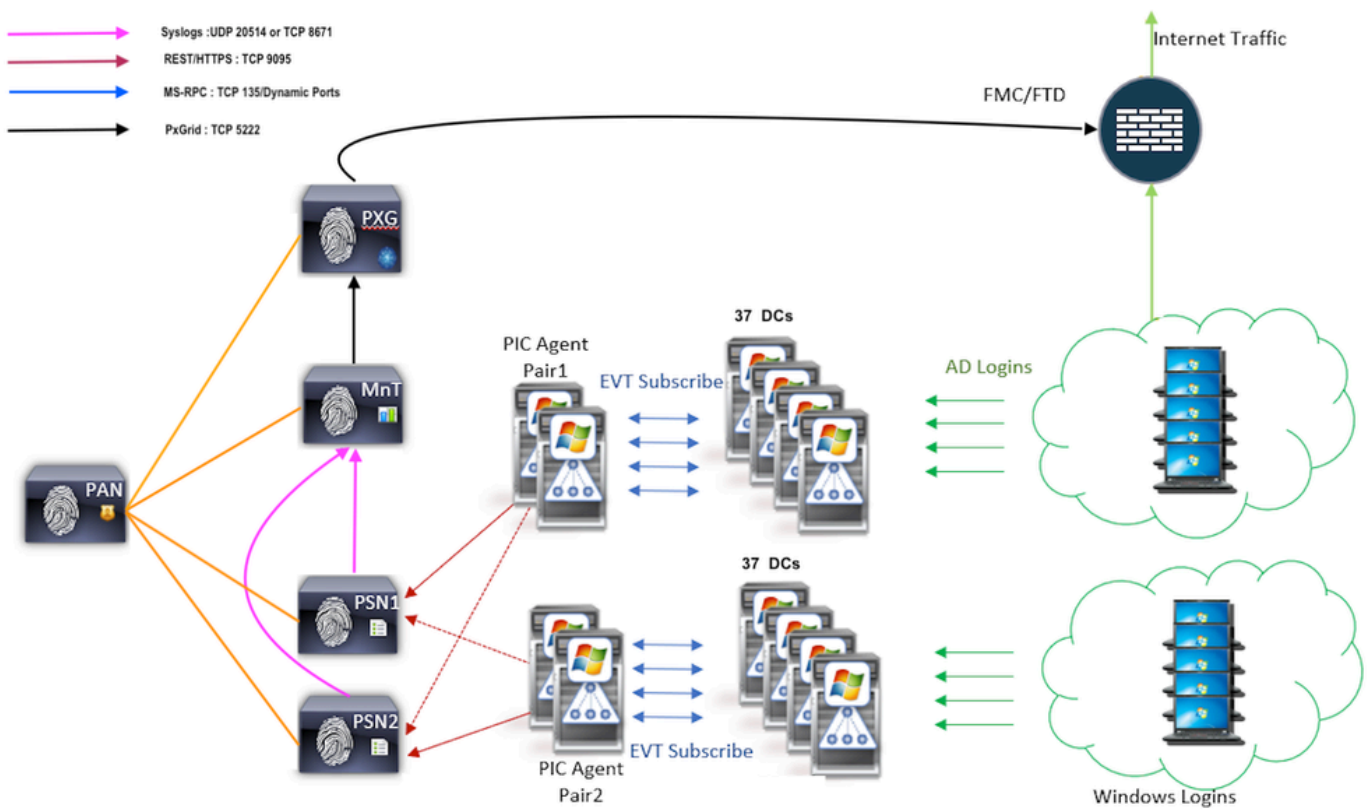 Syslogs :UDP 20514 or TCP 8671
REST/HTTPS : TCP 9095
MS-RPC : TCP 135/Dynamic Ports
PxGrid : TCP 5222
Internet Traffic
FMC/FTD
PXG
37 DCs
PIC Agent
Pair1
EVT Subscribe
AD Logins
MnT
PAN
37 DCs
PSN1
PSN2
EVT Subscribe
PIC Agent
Pair2
Windows Logins